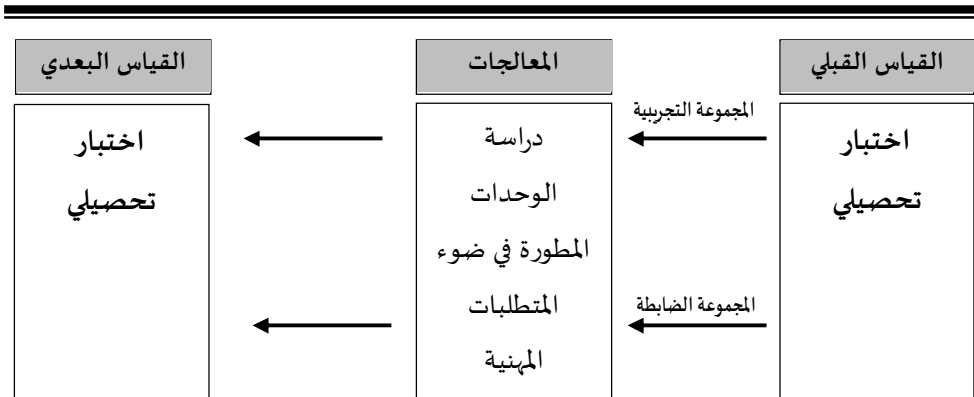 القياس القبلي
المعالجات
القياس البعدي
اختبار
تحصيلي
المجموعة التجريبية
المجموعة الضابطة
دراسة
الوحدات
المطورة في ضوء
المتطلبات
المهنية
اختبار
تحصيلي